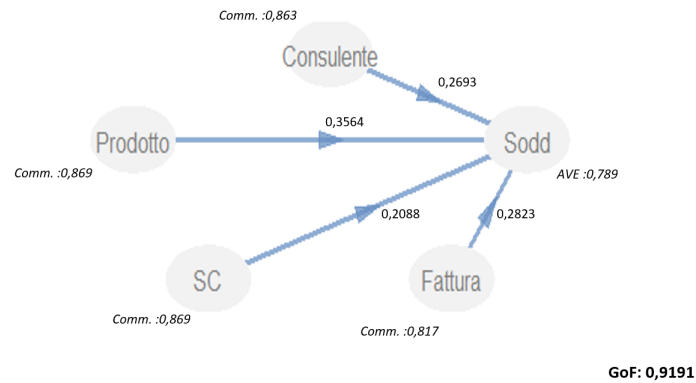 Comm. :0,863
Consulente
0,2693
0,3564
Prodotto
Sodd
Comm. :0,869
AVE :0,789
0,2088
0,2823
SC
Fattura
Comm. :0,869
Comm. :0,817
GoF: 0,9191